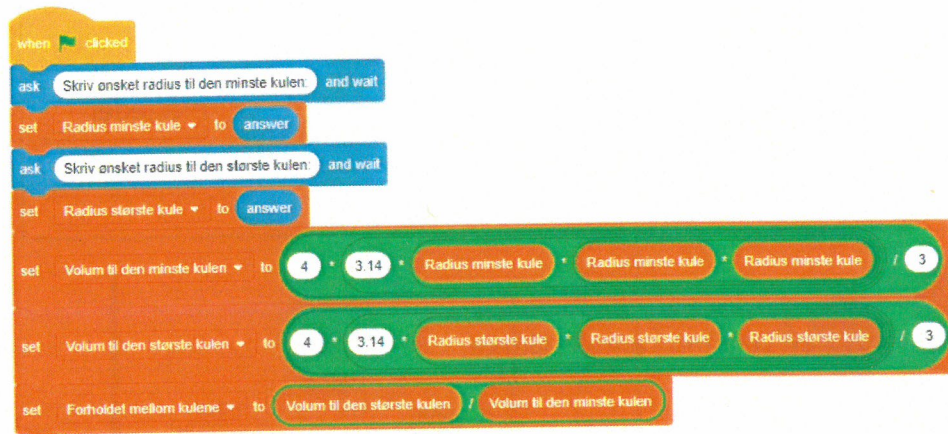 when clicked
ask Skriv ønsket radius til den minste kulen: and wait
set Radius minste kule to answer
ask Skriv ønsket radius til den største kulen: and wait
set Radius største kule to answer
set Volum til den minste kulen to 4 * 3.14 * Radius minste kule * Radius minste kule * Radius minste kule / 3
set Volum til den største kulen to 4 * 3.14 * Radius største kule * Radius største kule * Radius største kule / 3
set Forholdet mellom kulene to Volum til den største kulen / Volum til den minste kulen